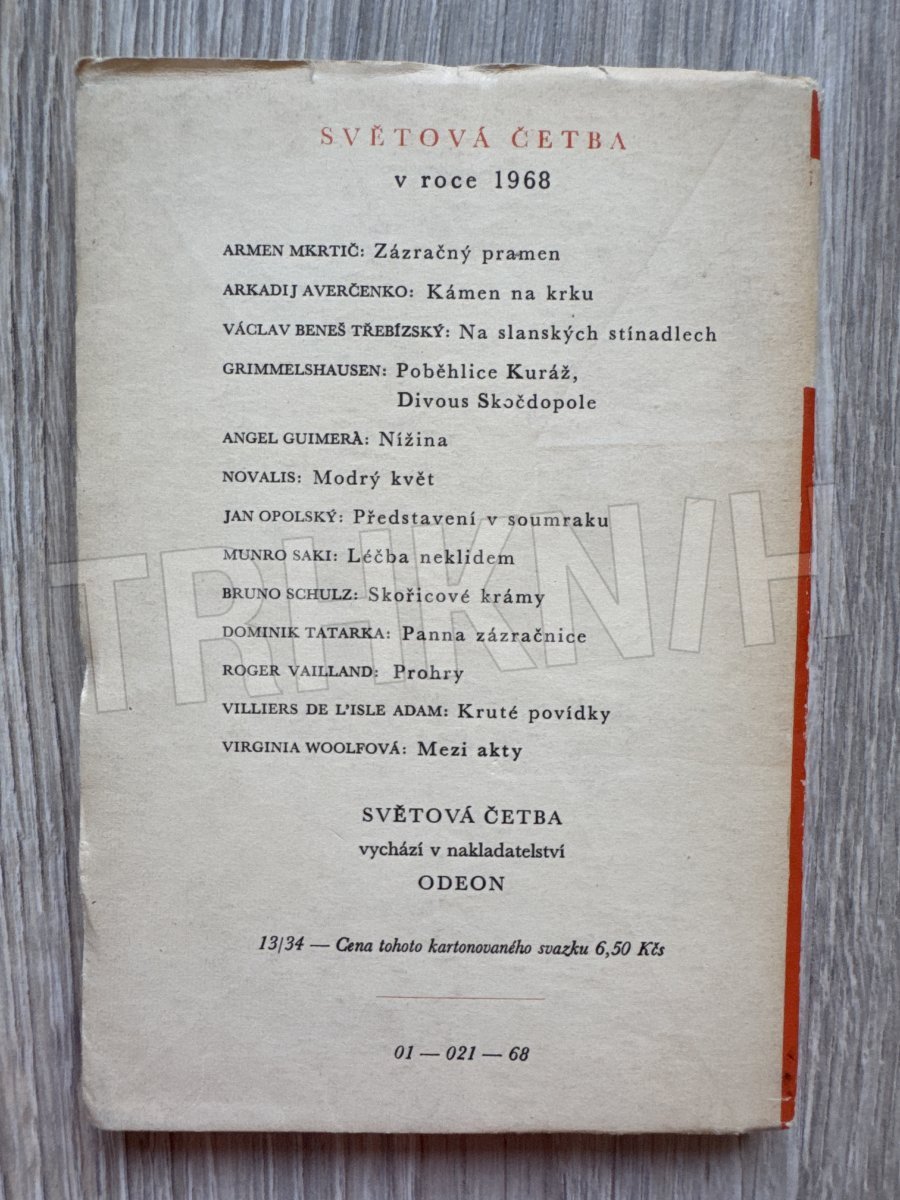 SVĚTOVÁ ČETBA
v roce 1968
ARMEN MKRTIČ: Zázračný pramen
ARKADIJ AVERČENKO: Kámen na krku
VÁCLAV BENEŠ TŘEBÍZSKÝ: Na slanských stínadlech
GRIMMELSHAUSEN: Poběhlice Kuráž,
Divous Skočdopole
ANGEL GUIMERÀ: Nížina
NOVALIS: Modrý květ
JAN OPOLSKÝ: Představení v soumraku
MUNRO SAKI: Léčba neklidem
BRUNO SCHULZ: Skořicové krámy
DOMINIK TATARKA: Panna zázračnice
ROGER VAILLAND: Prohry
VILLIERS DE L'ISLE ADAM: Kruté povídky
VIRGINIA WOOLFOVÁ: Mezi akty
SVĚTOVÁ ČETBA
vychází v nakladatelství
ODEON
13/34 — Cena tohoto kartonovaného svazku 6,50 Kčs
01 — 021 — 68
TRHKNIH